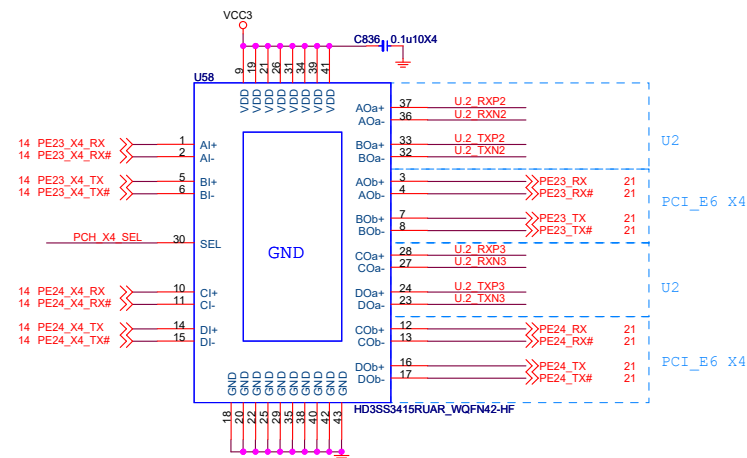 VCC3
C836 0.1u10X4
U58
9 19 21 26 31 34 39 41
VDD VDD VDD VDD VDD VDD VDD VDD
AOa+ 37 U.2_RXP2
AOa- 36 U.2_RXN2
U2
14 PE23_X4_RX 1 AI+
BOa+ 33 U.2_TXP2
14 PE23_X4_RX# 2 AI-
BOa- 32 U.2_TXN2
14 PE23_X4_TX 5 BI+
AOb+ 3 PE23_RX 21
14 PE23_X4_TX# 6 BI-
AOb- 4 PE23_RX# 21
PCI_E6 X4
BOb+ 7 PE23_TX 21
BOb- 8 PE23_TX# 21
PCH_X4_SEL 30 SEL
GND
COa+ 28 U.2_RXP3
COa- 27 U.2_RXN3
U2
14 PE24_X4_RX 10 CI+
DOa+ 24 U.2_TXP3
14 PE24_X4_RX# 11 CI-
DOa- 23 U.2_TXN3
14 PE24_X4_TX 14 DI+
COb+ 12 PE24_RX 21
14 PE24_X4_TX# 15 DI-
COb- 13 PE24_RX# 21
PCI_E6 X4
DOb+ 16 PE24_TX 21
DOb- 17 PE24_TX# 21
GND GND GND GND GND GND GND GND GND GND
18 20 22 25 29 35 38 40 42 43
HD3SS3415RUAR_WQFN42-HF